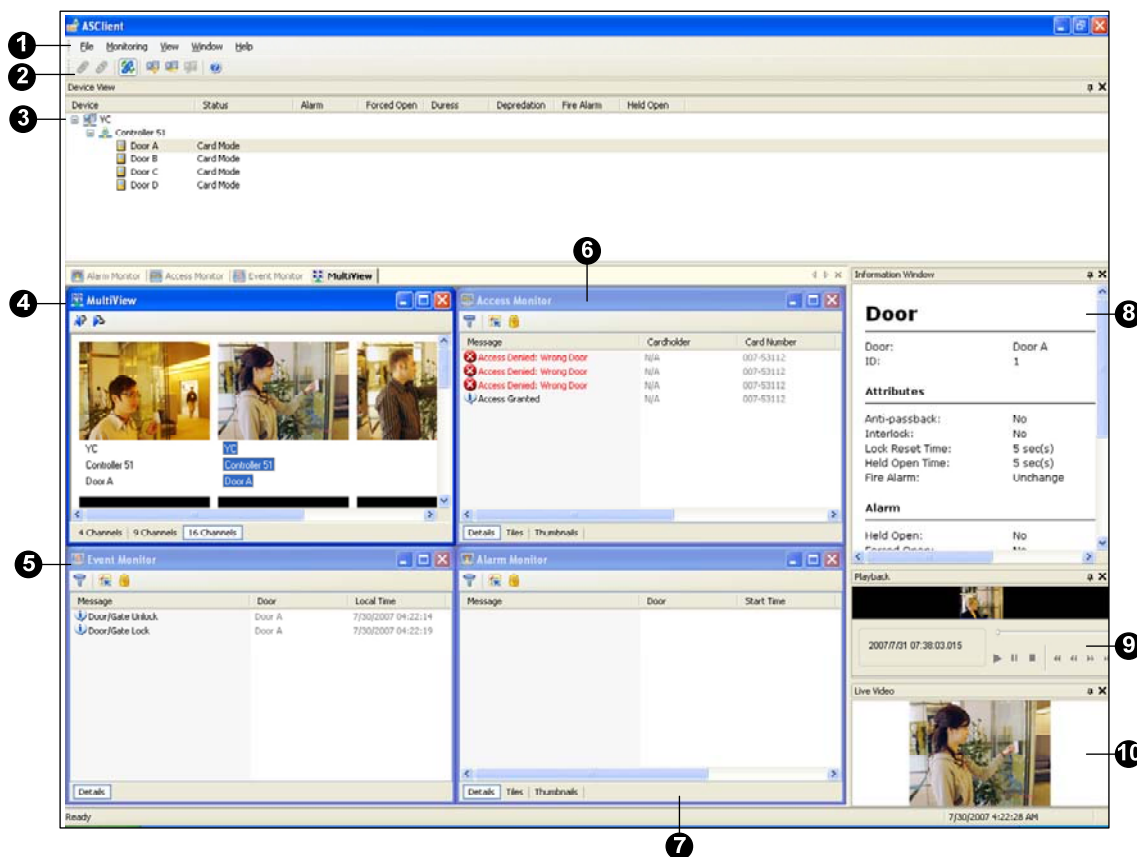 ASClient
1
File Monitoring View Window Help
2
Device View
Device Status Alarm Forced Open Duress Depredation Fire Alarm Held Open
3
YC
Controller 51
Door A Card Mode
Door B Card Mode
Door C Card Mode
Door D Card Mode
6
Alarm Monitor Access Monitor Event Monitor MultiView
Information Window
4
MultiView
Access Monitor
8
Door
Door: Door A
ID: 1
Attributes
Anti-passback: No
Interlock: No
Lock Reset Time: 5 sec(s)
Held Open Time: 5 sec(s)
Fire Alarm: Unchange
Alarm
Held Open: No
Forced Open: No
Message Cardholder Card Number
Access Denied: Wrong Door N/A 007-53112
Access Denied: Wrong Door N/A 007-53112
Access Denied: Wrong Door N/A 007-53112
Access Granted N/A 007-53112
YC YC
Controller 51 Controller 51
Door A Door A
4 Channels 9 Channels 16 Channels
Details Tiles Thumbnails
5
Event Monitor
Alarm Monitor
Message Door Local Time
Door/Gate Unlock Door A 7/30/2007 04:22:14
Door/Gate Lock Door A 7/30/2007 04:22:19
Message Door Start Time
Playback
2007/7/31 07:38:03.015
9
Live Video
10
Details
Details Tiles Thumbnails
Ready
7/30/2007 4:22:28 AM
7